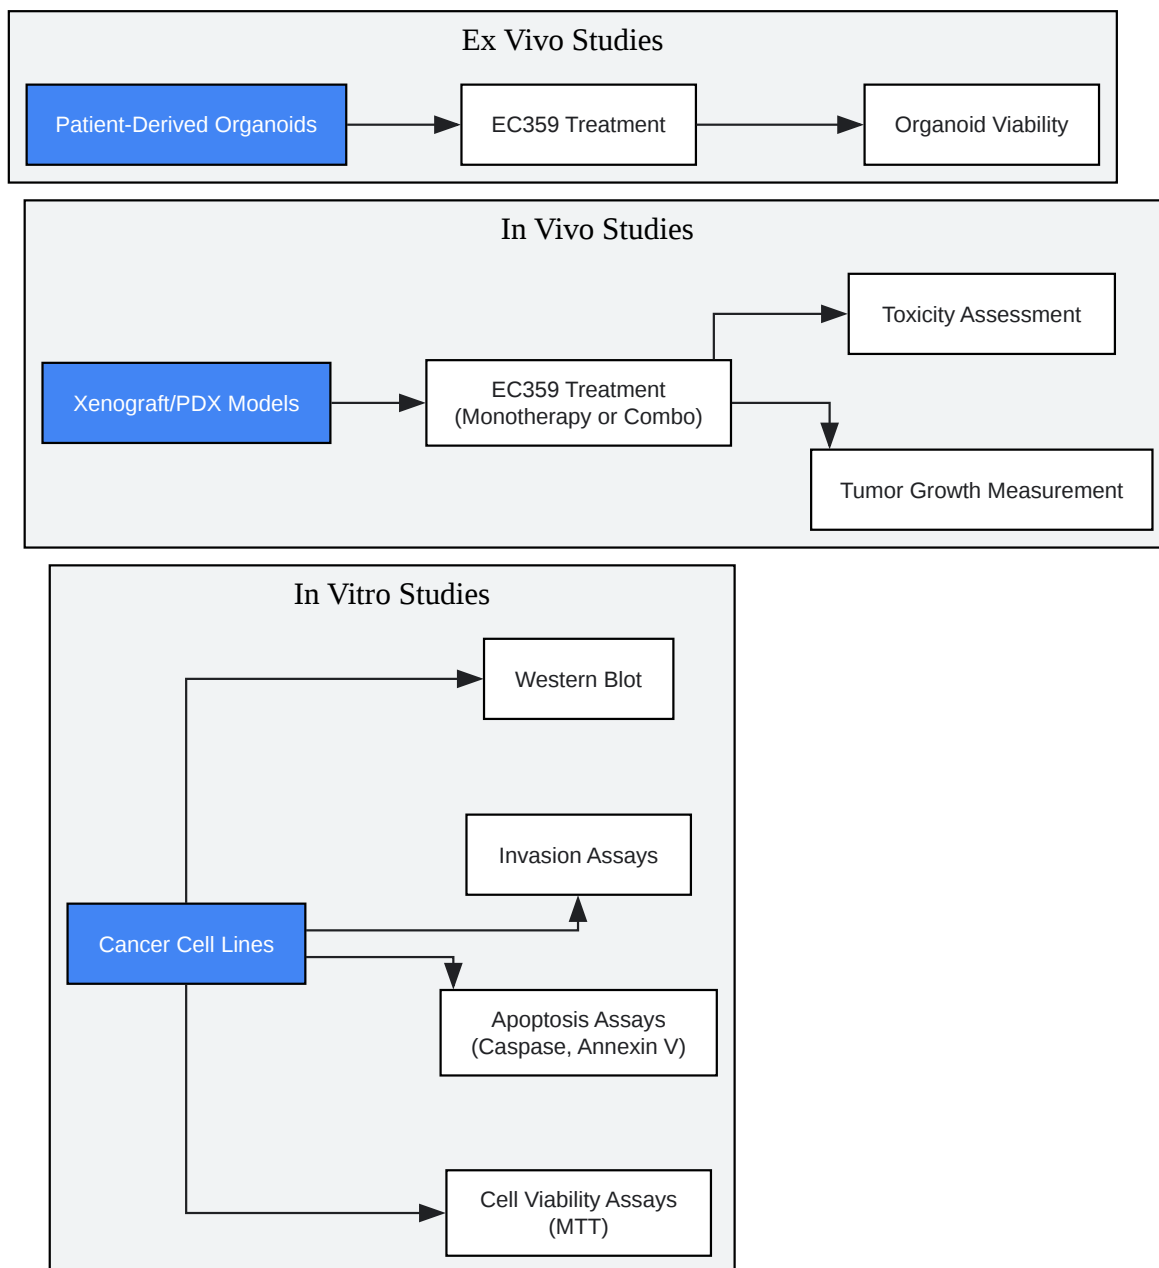 Ex Vivo Studies
Patient-Derived Organoids
EC359 Treatment
Organoid Viability
In Vivo Studies
Toxicity Assessment
Xenograft/PDX Models
EC359 Treatment
(Monotherapy or Combo)
Tumor Growth Measurement
In Vitro Studies
Western Blot
Invasion Assays
Cancer Cell Lines
Apoptosis Assays
(Caspase, Annexin V)
Cell Viability Assays
(MTT)